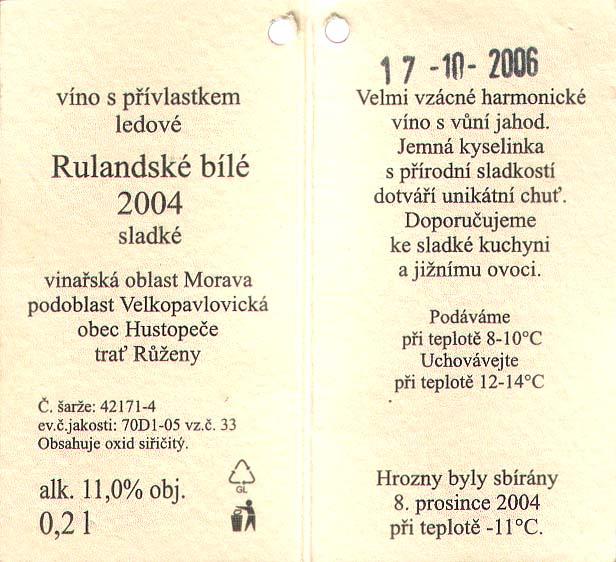 víno s přívlastkem
ledové
Rulandské bílé
2004
sladké
vinařská oblast Morava
podoblast Velkopavlovická
obec Hustopeče
trať Růženy
Č. šarže: 42171-4
ev.č.jakosti: 70D1-05 vz.č. 33
Obsahuje oxid siřičitý.
alk. 11,0% obj.
0,2 l
GL
17 -10- 2006
Velmi vzácné harmonické
víno s vůní jahod.
Jemná kyselinka
s přírodní sladkostí
dotváří unikátní chuť.
Doporučujeme
ke sladké kuchyni
a jižnímu ovoci.
Podáváme
při teplotě 8-10°C
Uchovávejte
při teplotě 12-14°C
Hrozny byly sbírány
8. prosince 2004
při teplotě -11°C.